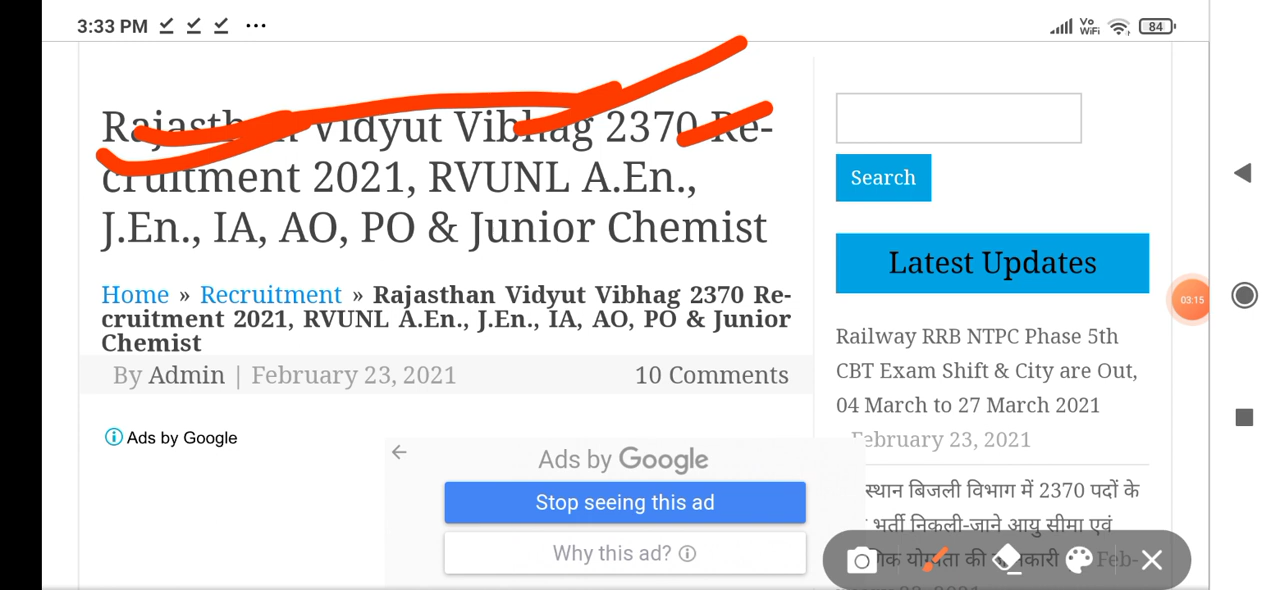 3:33 PM
Vo
WiFi
84
Rajasthan Vidyut Vibhag 2370 Re-
cruitment 2021, RVUNL A.En.,
J.En., IA, AO, PO & Junior Chemist
Home » Recruitment » Rajasthan Vidyut Vibhag 2370 Re-
cruitment 2021, RVUNL A.En., J.En., IA, AO, PO & Junior
Chemist
By Admin | February 23, 2021
10 Comments
Ads by Google
Ads by Google
Stop seeing this ad
Why this ad?
Search
Latest Updates
Railway RRB NTPC Phase 5th
CBT Exam Shift & City are Out,
04 March to 27 March 2021
February 23, 2021
बिजली विभाग में 2370 पदों के
भर्ती निकली-जाने आयु सीमा एवं
की Feb-
03:15